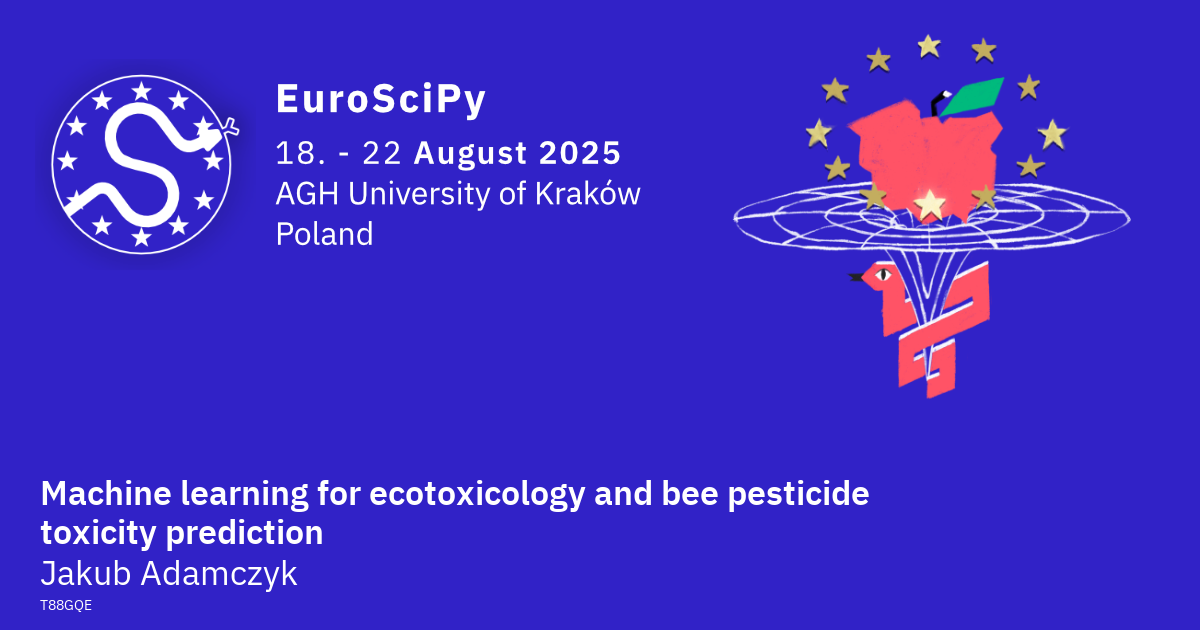 EuroSciPy
18. - 22 August 2025
AGH University of Kraków
Poland
Machine learning for ecotoxicology and bee pesticide
toxicity prediction
Jakub Adamczyk
T88GQE